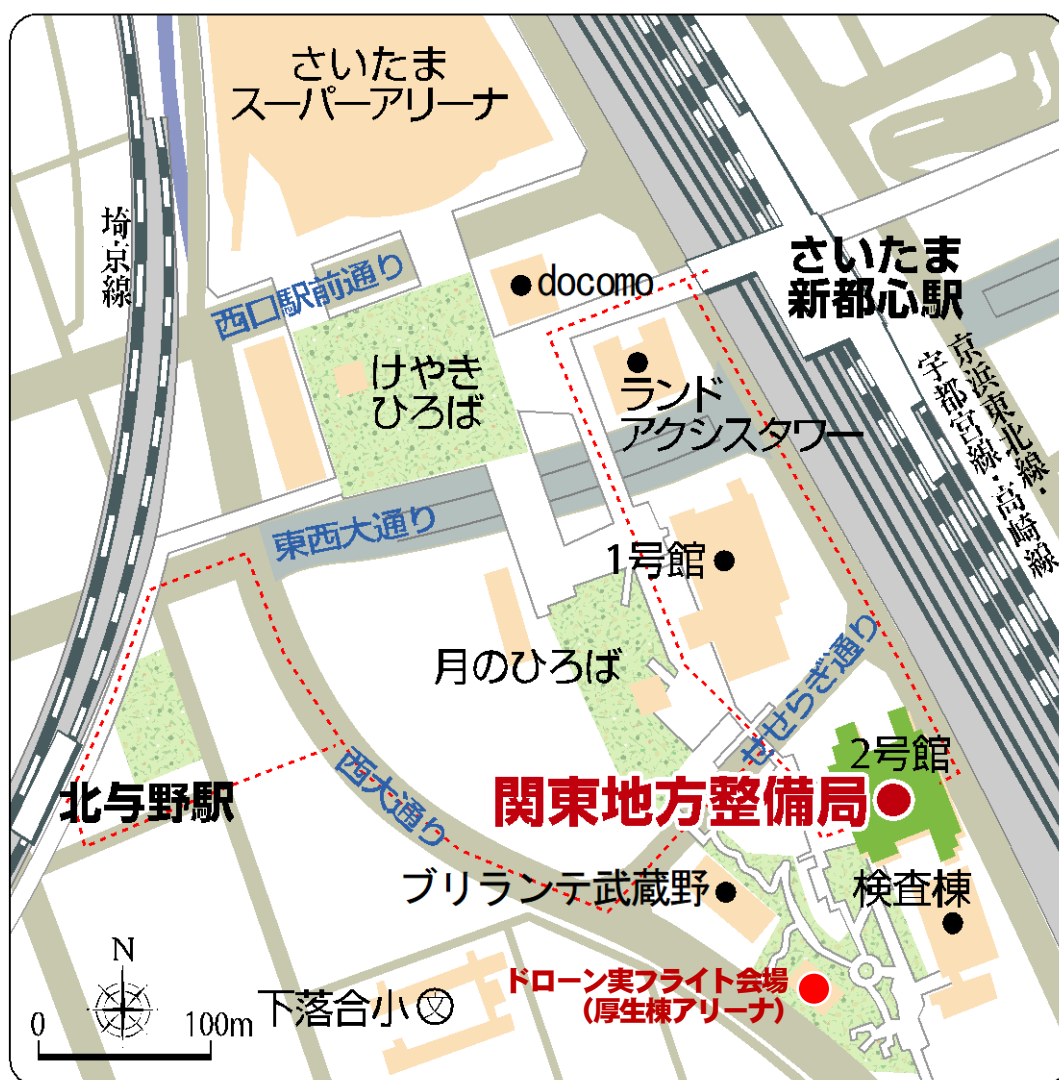 さいたま
スーパーアリーナ
埼京線
西口駅前通り
docomo
さいたま
新都心駅
けやき
ひろば
ランド
アクシスタワー
京浜東北線・
宇都宮線・高崎線
東西大通り
1号館
月のひろば
せせらぎ通り
2号館
北与野駅
西大通り
関東地方整備局
ブリランテ武蔵野
検査棟
N
ドローン実フライト会場
(厚生棟アリーナ)
下落合小 文
0 100m